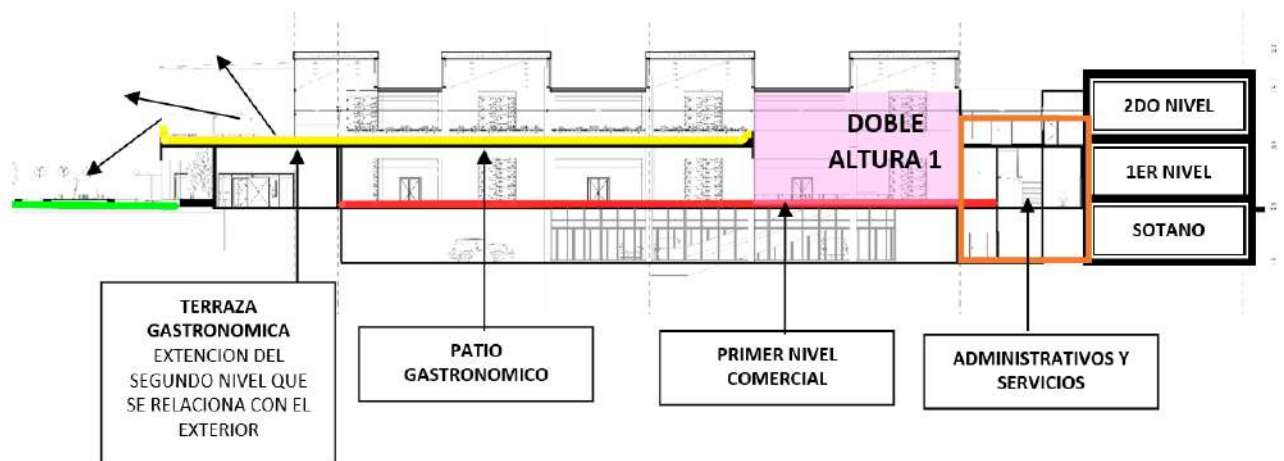 2DO NIVEL
DOBLE
ALTURA 1
1ER NIVEL
SOTANO
TERRAZA
GASTRONOMICA
EXTENCION DEL
SEGUNDO NIVEL QUE
SE RELACIONA CON EL
EXTERIOR
PATIO
GASTRONOMICO
PRIMER NIVEL
COMERCIAL
ADMINISTRATIVOS Y
SERVICIOS